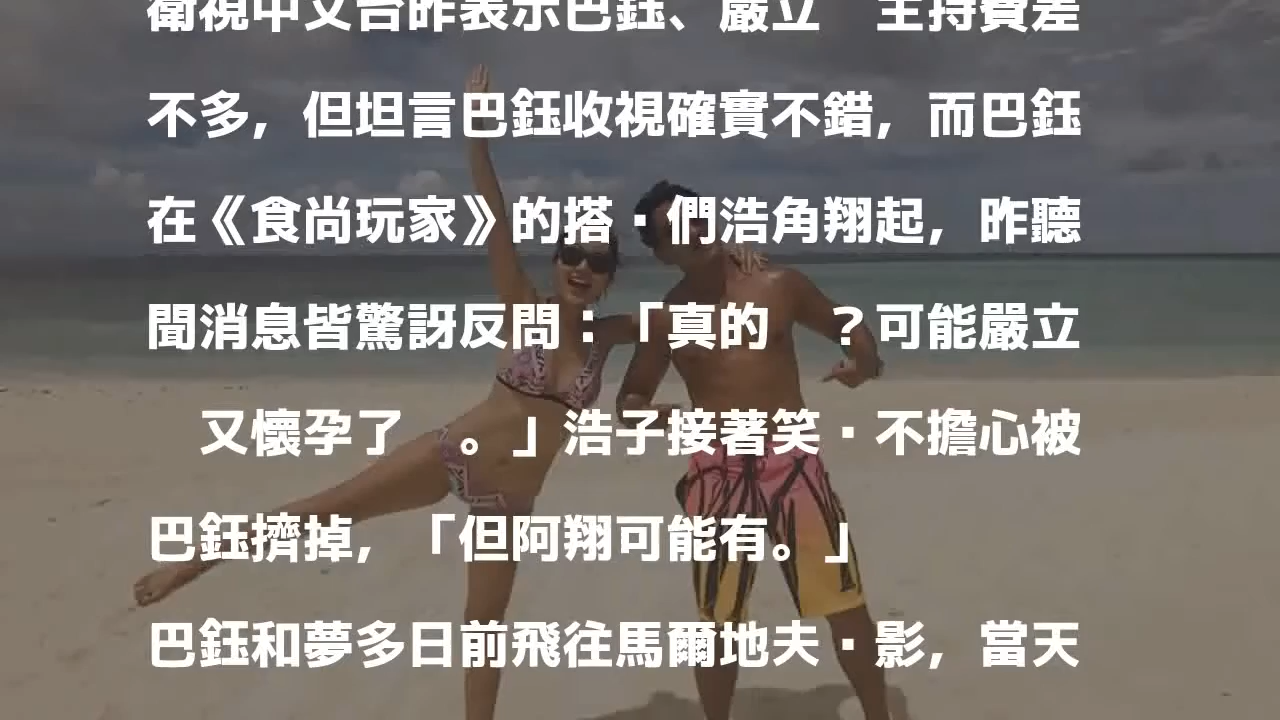 衛視中文台昨表示巴鈺、嚴立　主持費差
不多，但坦言巴鈺收視確實不錯，而巴鈺
在《食尚玩家》的搭·們浩角翔起，昨聽
聞消息皆驚訝反問：「真的　？可能嚴立
　又懷孕了　。」浩子接著笑·不擔心被
巴鈺擠掉，「但阿翔可能有。」
巴鈺和夢多日前飛往馬爾地夫·影，當天